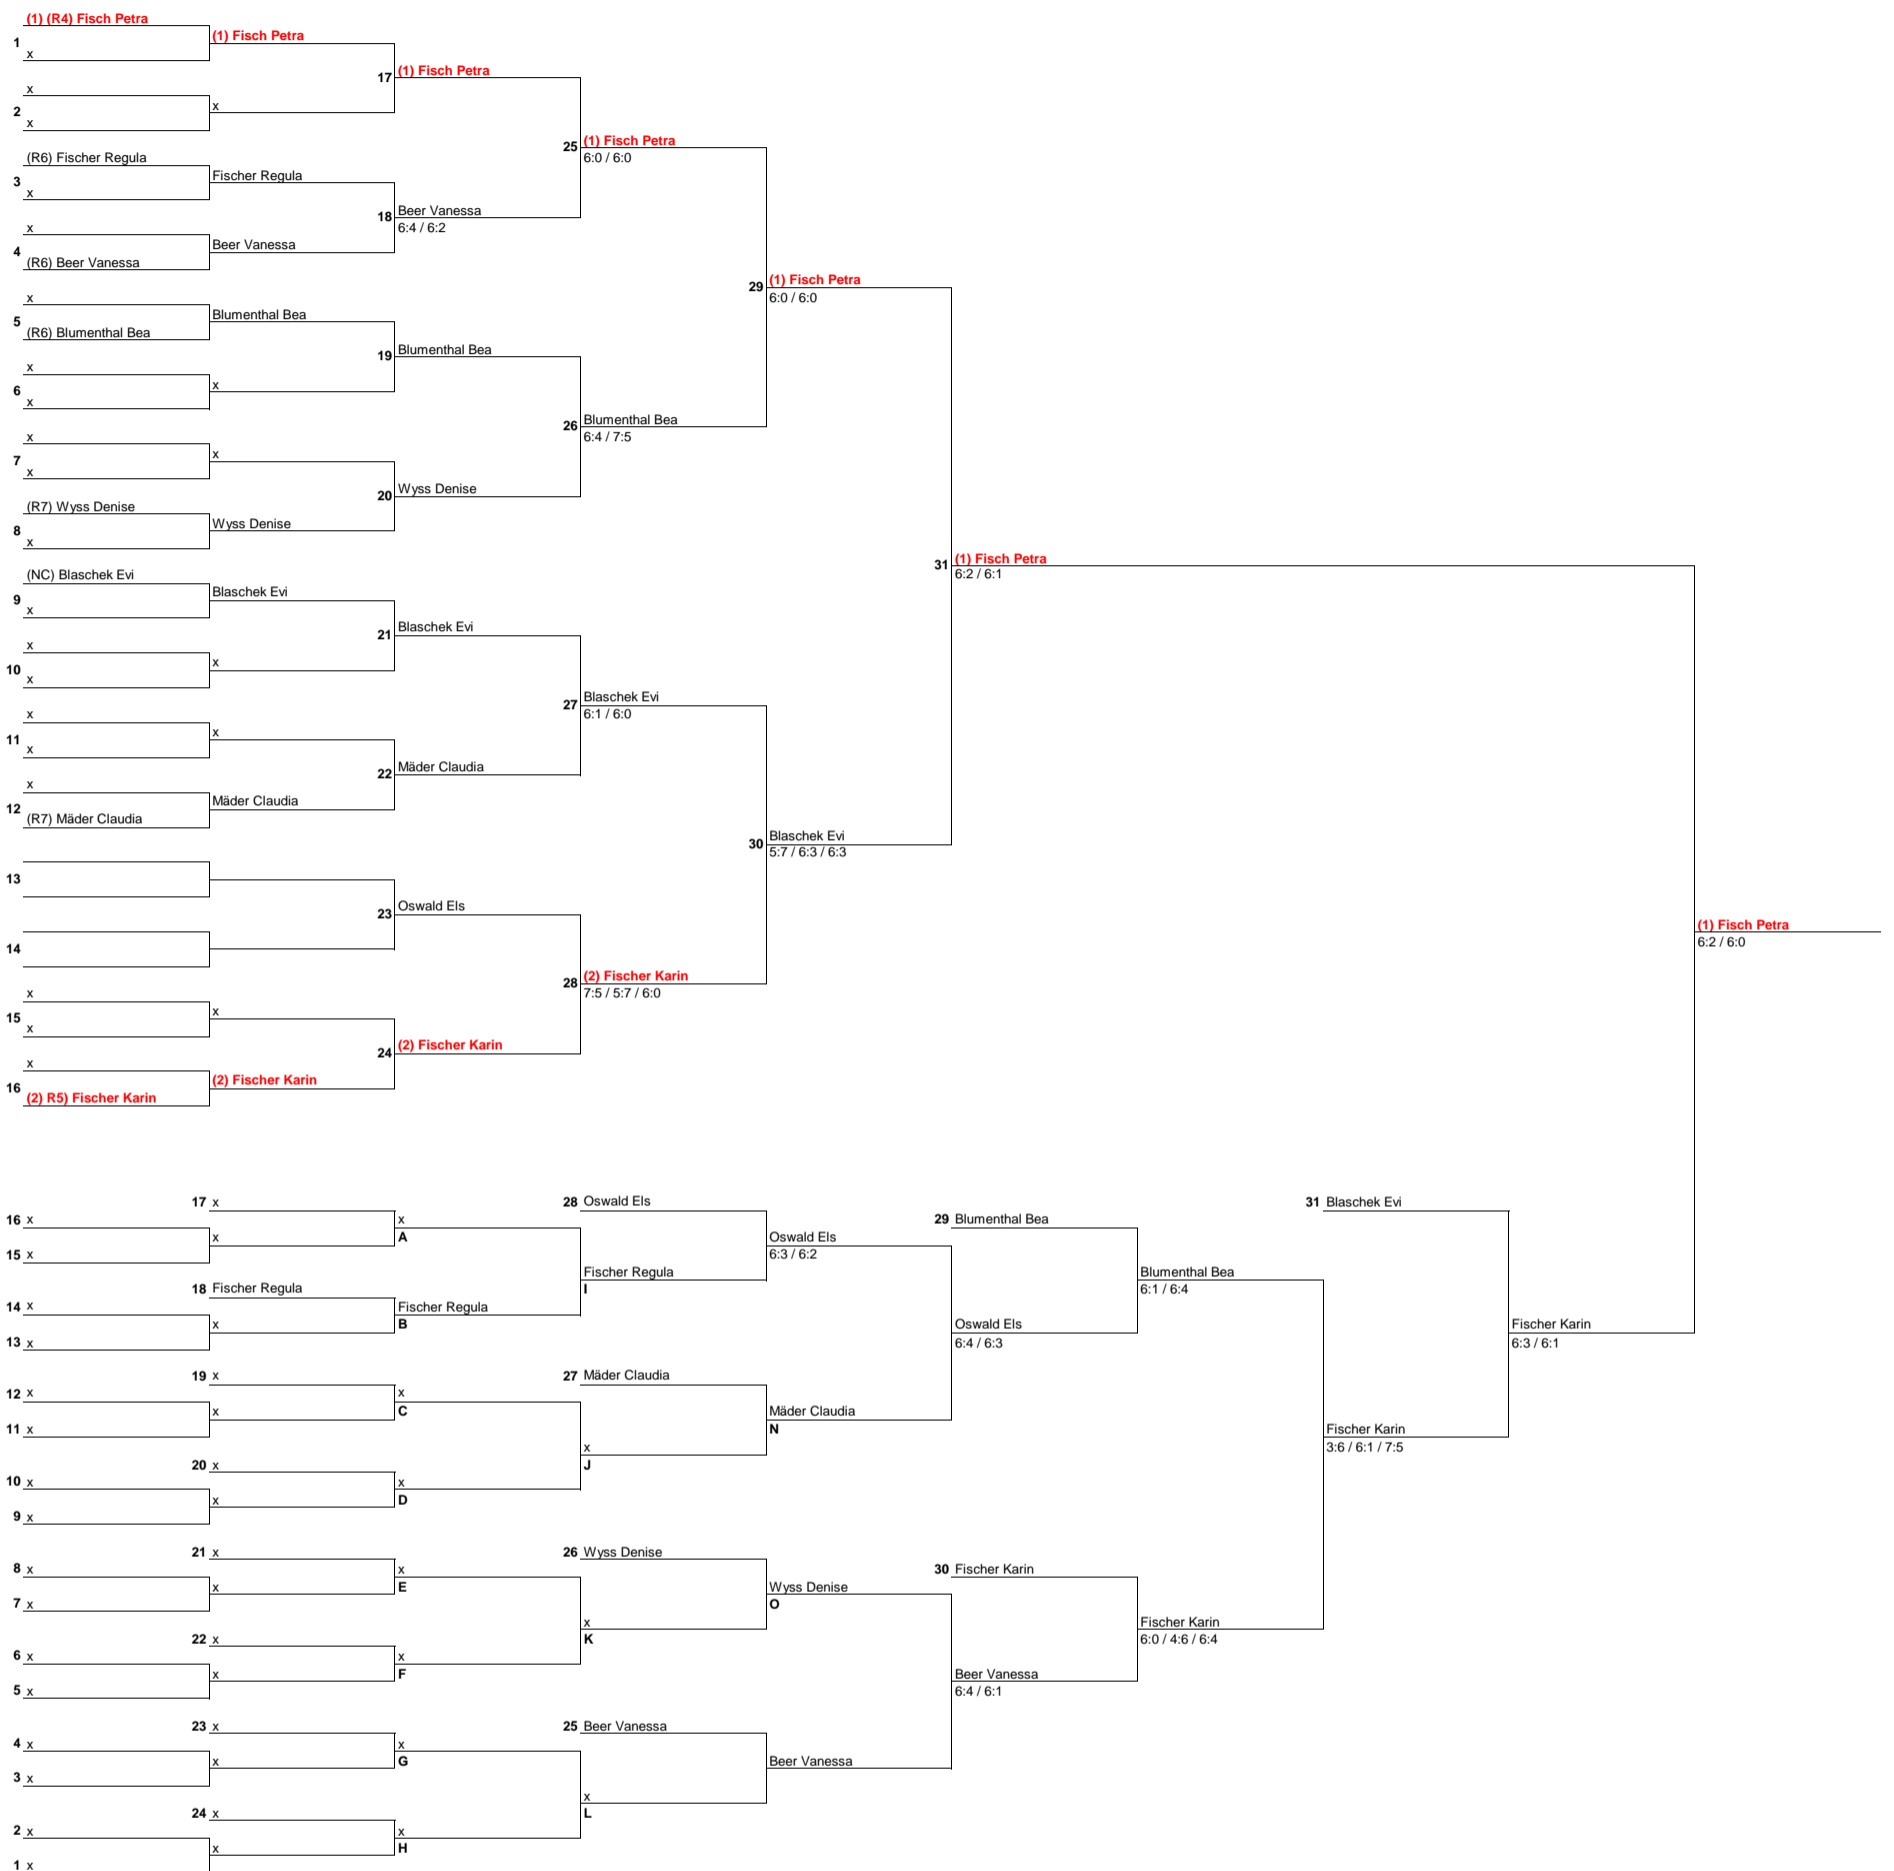 (1) (R4) Fisch Petra
1
x
(1) Fisch Petra
17
(1) Fisch Petra
x
2
x
x
25
(1) Fisch Petra
6:0 / 6:0
(R6) Fischer Regula
3
x
Fischer Regula
18
Beer Vanessa
6:4 / 6:2
x
4
(R6) Beer Vanessa
Beer Vanessa
29
(1) Fisch Petra
6:0 / 6:0
x
5
(R6) Blumenthal Bea
Blumenthal Bea
19
Blumenthal Bea
x
6
x
x
26
Blumenthal Bea
6:4 / 7:5
x
7
x
x
20
Wyss Denise
(R7) Wyss Denise
8
x
Wyss Denise
31
(1) Fisch Petra
6:2 / 6:1
(NC) Blaschek Evi
9
x
Blaschek Evi
21
Blaschek Evi
x
10
x
x
27
Blaschek Evi
6:1 / 6:0
x
11
x
x
22
Mäder Claudia
x
12
(R7) Mäder Claudia
Mäder Claudia
30
Blaschek Evi
5:7 / 6:3 / 6:3
13
23
Oswald Els
14
28
(2) Fischer Karin
7:5 / 5:7 / 6:0
(1) Fisch Petra
6:2 / 6:0
x
15
x
x
24
(2) Fischer Karin
x
16
(2) R5) Fischer Karin
(2) Fischer Karin
17 x
16 x
15 x
x
x
A
28 Oswald Els
Oswald Els
6:3 / 6:2
29 Blumenthal Bea
31 Blaschek Evi
18 Fischer Regula
14 x
13 x
x
Fischer Regula
B
Fischer Regula
I
Blumenthal Bea
6:1 / 6:4
Oswald Els
6:4 / 6:3
Fischer Karin
6:3 / 6:1
19 x
12 x
11 x
x
x
C
27 Mäder Claudia
Mäder Claudia
N
Fischer Karin
3:6 / 6:1 / 7:5
x
J
20 x
10 x
9 x
x
x
D
21 x
8 x
7 x
x
x
E
26 Wyss Denise
Wyss Denise
O
30 Fischer Karin
x
K
Fischer Karin
6:0 / 4:6 / 6:4
22 x
6 x
5 x
x
x
F
Beer Vanessa
6:4 / 6:1
23 x
4 x
3 x
x
x
G
25 Beer Vanessa
Beer Vanessa
x
L
24 x
2 x
1 x
x
x
H